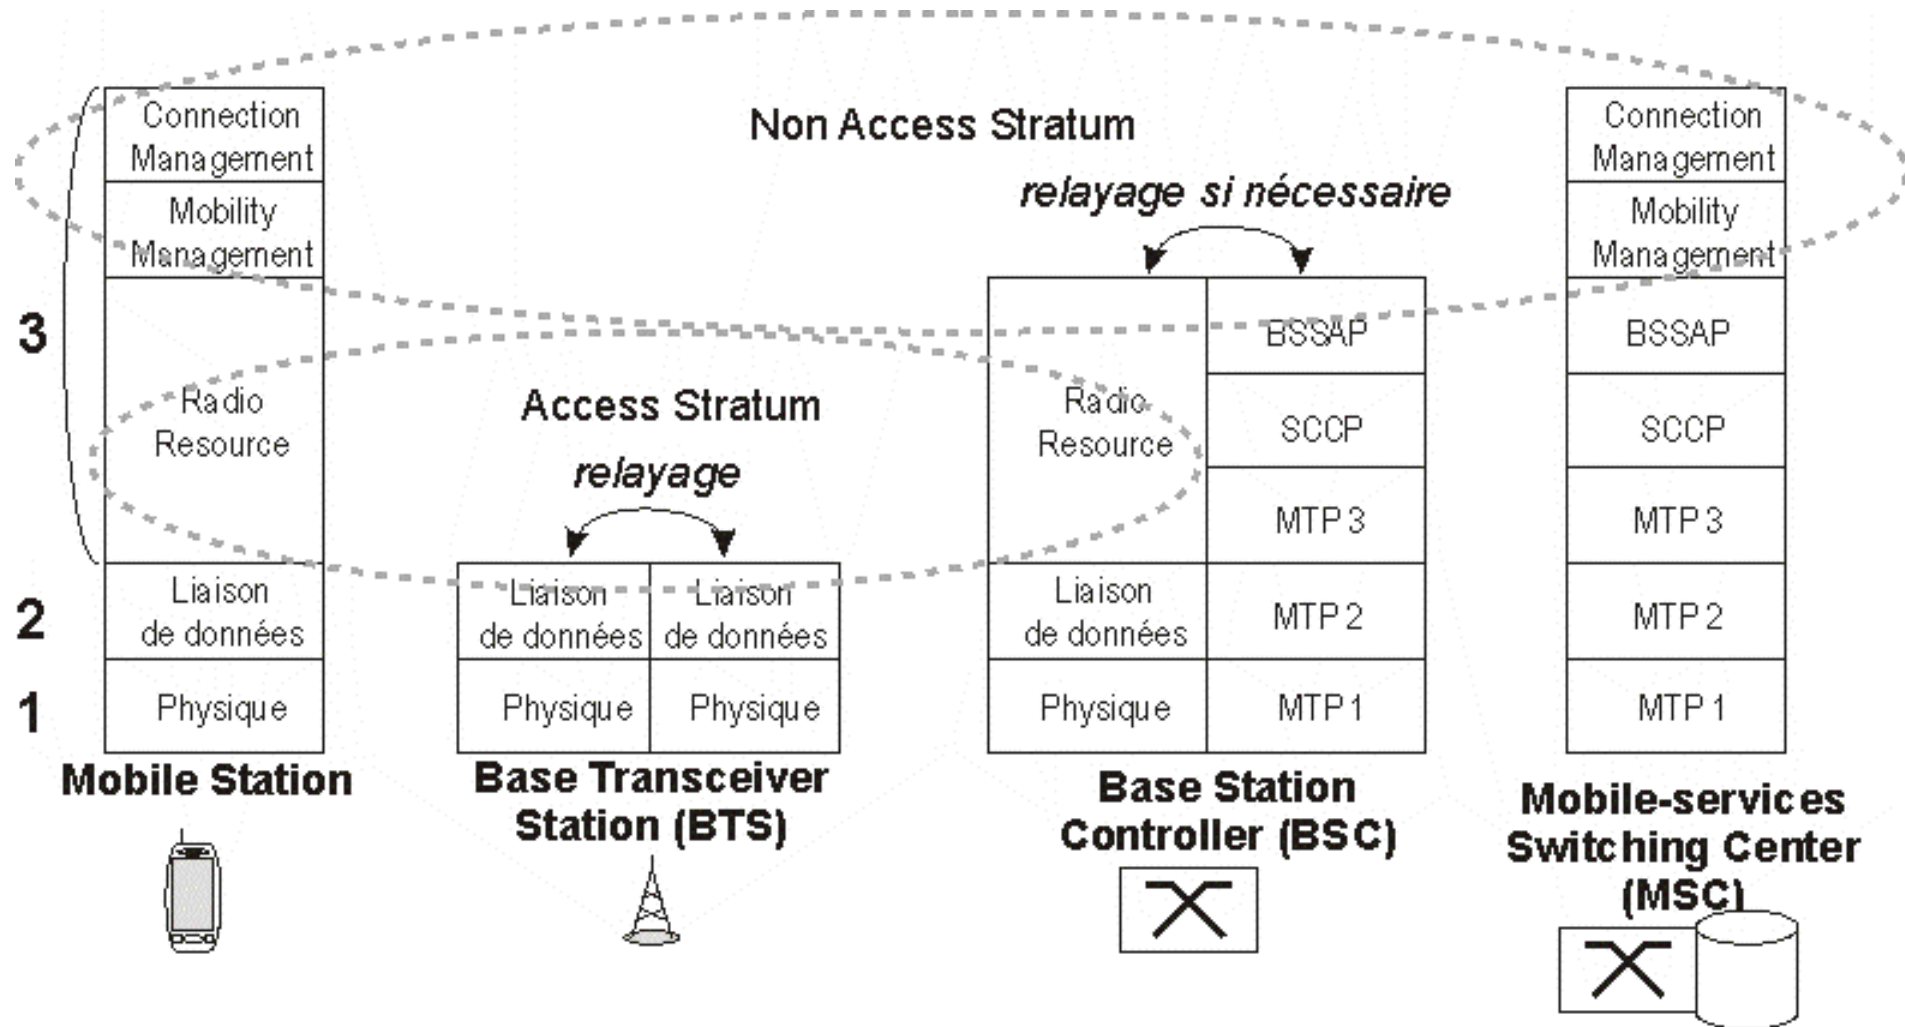 Non Access Stratum
relayage si nécessaire
Access Stratum
relayage
3
2
1
Connection
Management
Mobility
Management
Radio
Resource
Liaison
de données
Physique
Mobile Station
Liaison
de données
Physique
Liaison
de données
Physique
Base Transceiver
Station (BTS)
Radio
Resource
Liaison
de données
Physique
BSSAP
SCCP
MTP 3
MTP 2
MTP 1
Base Station
Controller (BSC)
Connection
Management
Mobility
Management
BSSAP
SCCP
MTP 3
MTP 2
MTP 1
Mobile-services
Switching Center
(MSC)